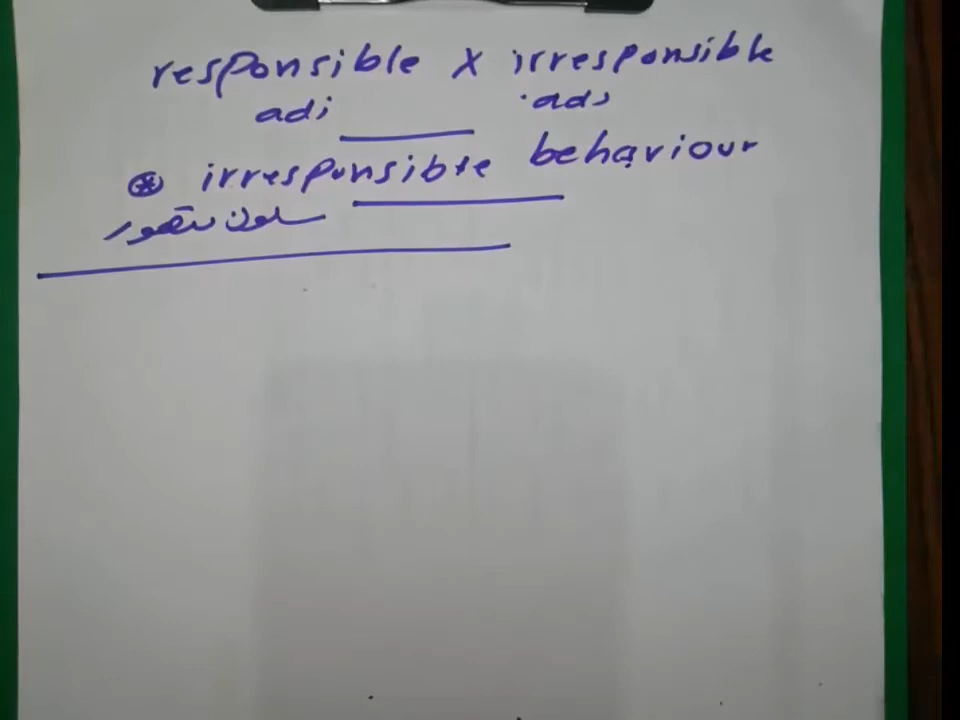 responsible X irresponsible
adj adj
* irresponsible behaviour
سلوك متهور